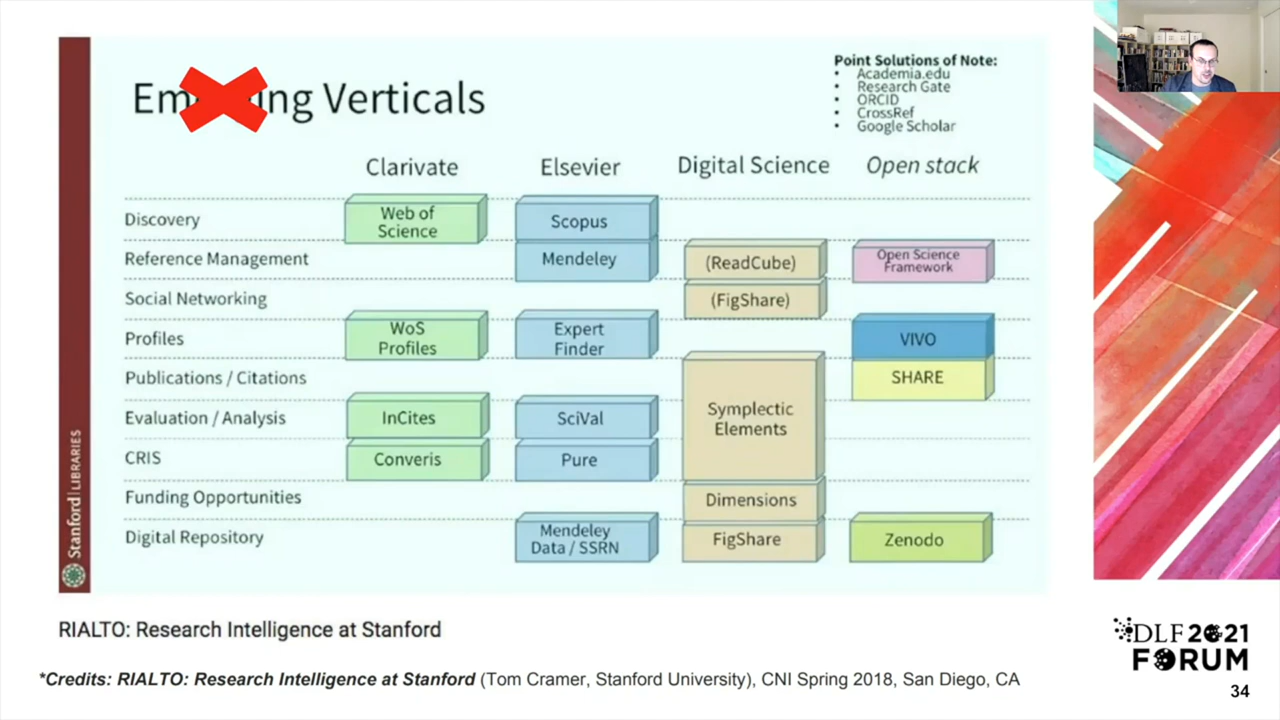 Emerging Verticals
Point Solutions of Note:
• Academia.edu
• Research Gate
• ORCID
• CrossRef
• Google Scholar
Clarivate Elsevier Digital Science Open stack
Discovery
Web of
Science
Scopus
Reference Management
Mendeley
(ReadCube)
Open Science
Framework
Social Networking
(FigShare)
Profiles
WoS
Profiles
Expert
Finder
VIVO
Publications / Citations
SHARE
Symplectic
Elements
Evaluation / Analysis
InCites
SciVal
CRIS
Converis
Pure
Funding Opportunities
Dimensions
Digital Repository
Mendeley
Data / SSRN
FigShare
Zenodo
Stanford | LIBRARIES
RIALTO: Research Intelligence at Stanford
*Credits: RIALTO: Research Intelligence at Stanford (Tom Cramer, Stanford University), CNI Spring 2018, San Diego, CA
DLF 2021
FORUM
34